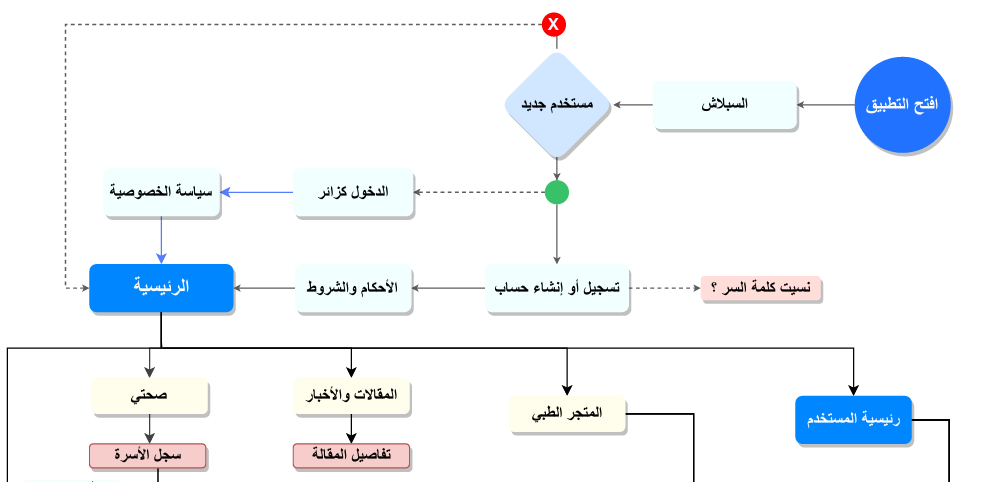 X
افتح التطبيق
السبلاش
مستخدم جديد
الدخول كزائر
سياسة الخصوصية
نسيت كلمة السر ؟
تسجيل أو إنشاء حساب
الأحكام والشروط
الرئيسية
رئيسية المستخدم
المتجر الطبي
المقالات والأخبار
صحتي
تفاصيل المقالة
سجل الأسرة